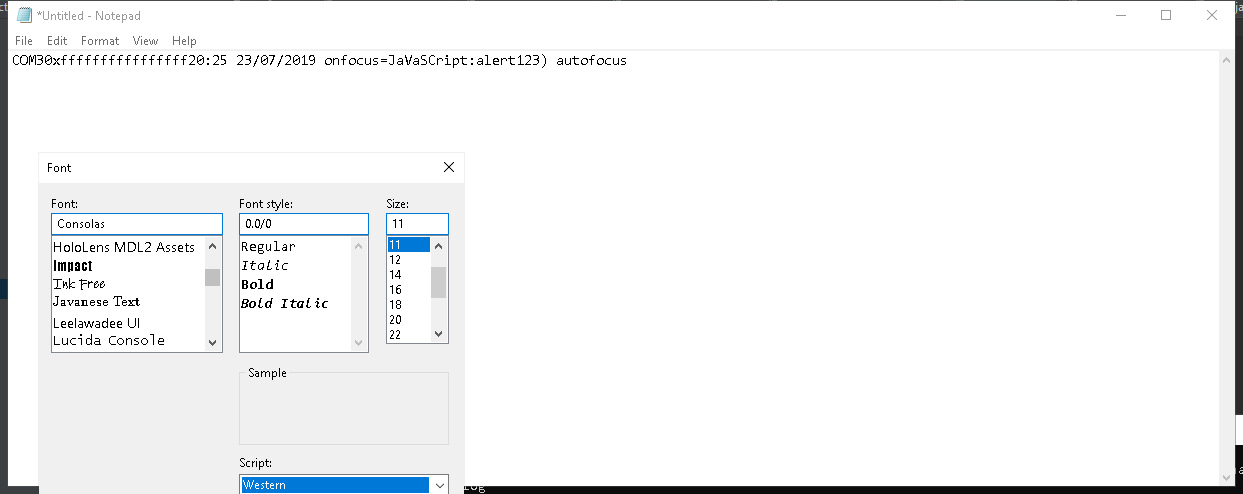 *Untitled - Notepad
File Edit Format View Help
COM30xffffffffffffffff20:25 23/07/2019 onfocus=JaVaSCript:alert123) autofocus
Font
Font: Font style: Size:
Consolas 0.0/0 11
HoloLens MDL2 Assets Regular 11
Impact Italic 12
Ink Free Bold 14
Javanese Text Bold Italic 16
Leelawadee UI 18
Lucida Console 20
22
Sample
Script:
Western